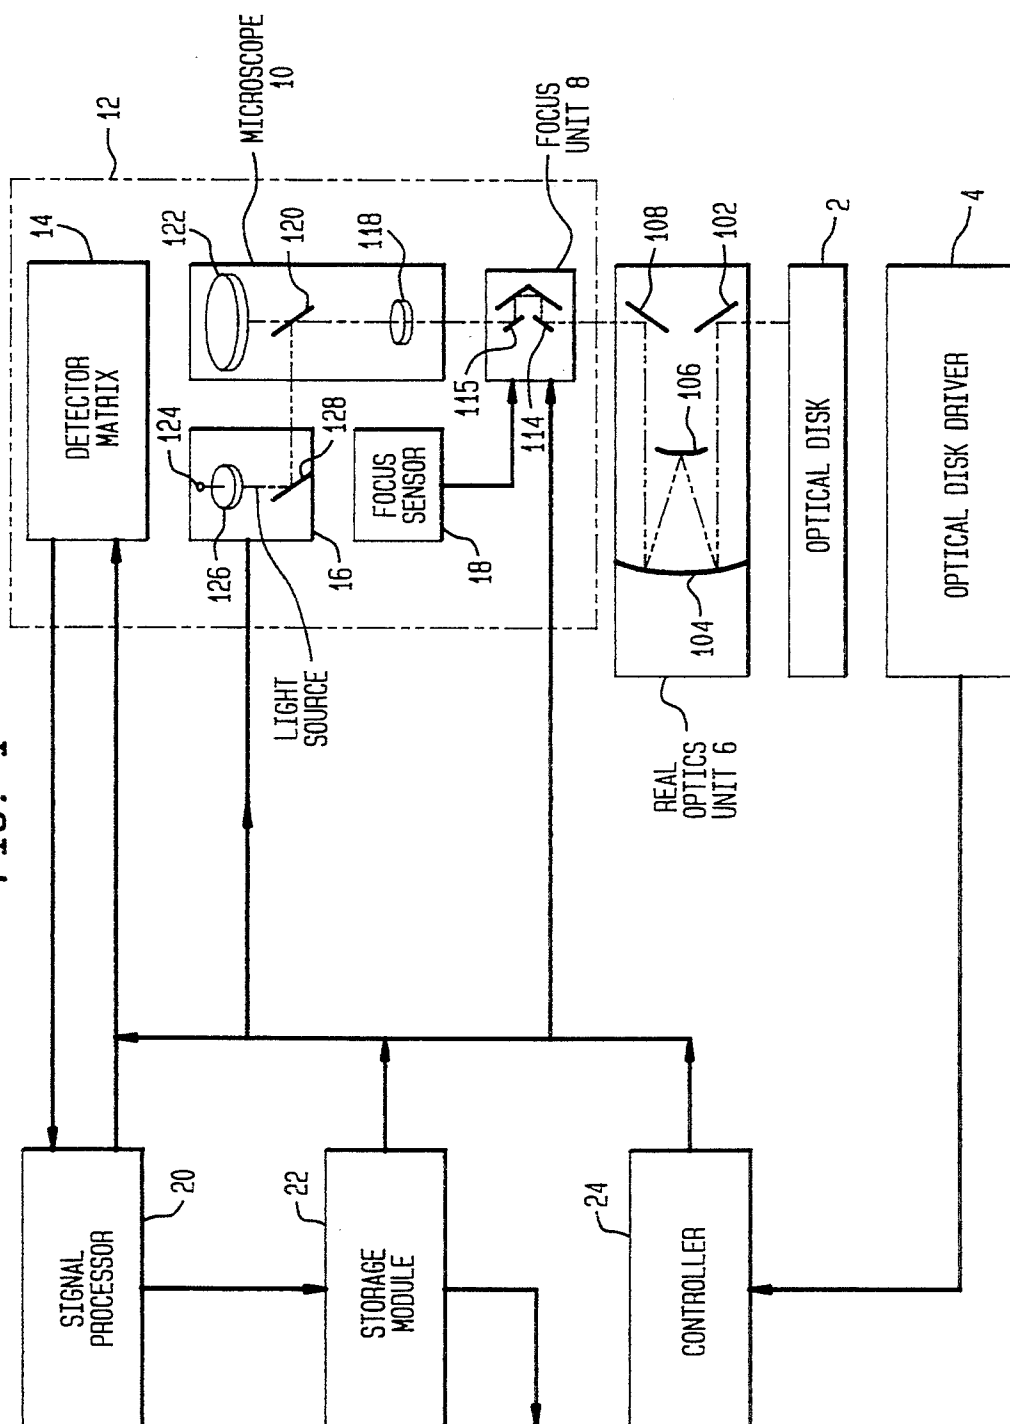 12
MICROSCOPE
10
FOCUS
UNIT 8
14
DETECTOR
MATRIX
122
120
118
124
126
128
16
LIGHT
SOURCE
FOCUS
SENSOR
18
115
114
108
102
106
104
REAL
OPTICS
UNIT 6
2
OPTICAL DISK
4
OPTICAL DISK DRIVER
SIGNAL
PROCESSOR
20
22
STORAGE
MODULE
24
CONTROLLER